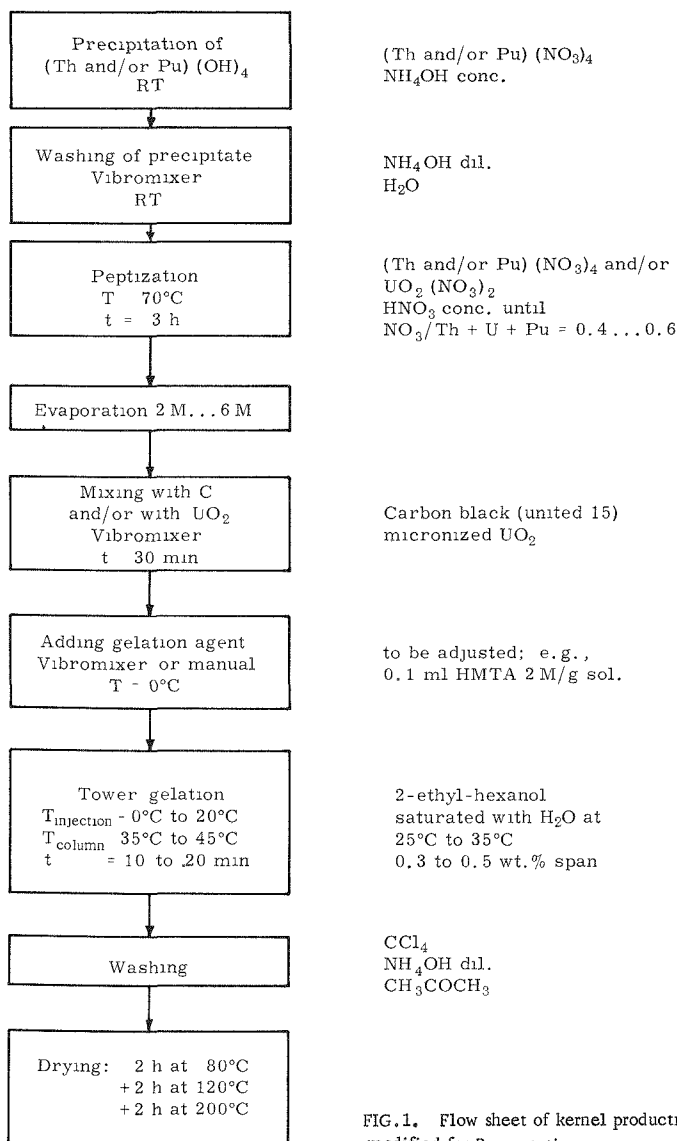 Precipitation of
(Th and/or Pu) (OH)4
RT
(Th and/or Pu) (NO3)4
NH4OH conc.
Washing of precipitate
Vibromixer
RT
NH4OH dil.
H2O
Peptization
T 70°C
t = 3 h
(Th and/or Pu) (NO3)4 and/or
UO2 (NO3)2
HNO3 conc. until
NO3/Th + U + Pu = 0.4...0.6
Evaporation 2 M...6 M
Mixing with C
and/or with UO2
Vibromixer
t 30 min
Carbon black (united 15)
micronized UO2
Adding gelation agent
Vibromixer or manual
T - 0°C
to be adjusted; e.g.,
0.1 ml HMTA 2 M/g sol.
Tower gelation
Tinjection - 0°C to 20°C
Tcolumn 35°C to 45°C
t = 10 to .20 min
2-ethyl-hexanol
saturated with H2O at
25°C to 35°C
0.3 to 0.5 wt.% span
Washing
CCl4
NH4OH dil.
CH3COCH3
Drying: 2 h at 80°C
+2 h at 120°C
+2 h at 200°C
FIG.1. Flow sheet of kernel